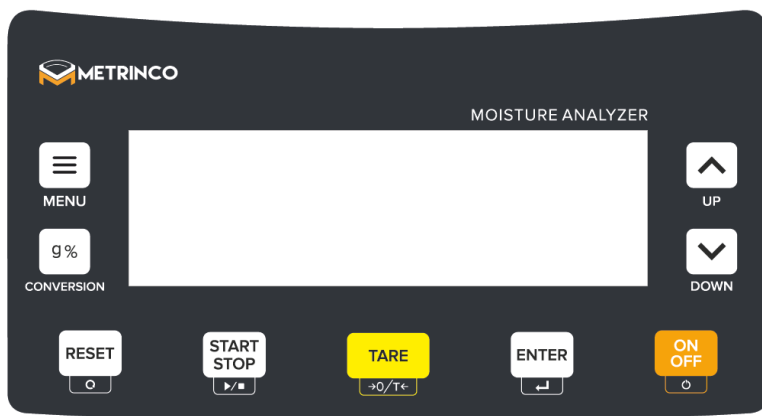 METRINCO
MOISTURE ANALYZER
MENU
UP
g%
CONVERSION
DOWN
RESET
START
STOP
TARE
→0/T←
ENTER
ON
OFF